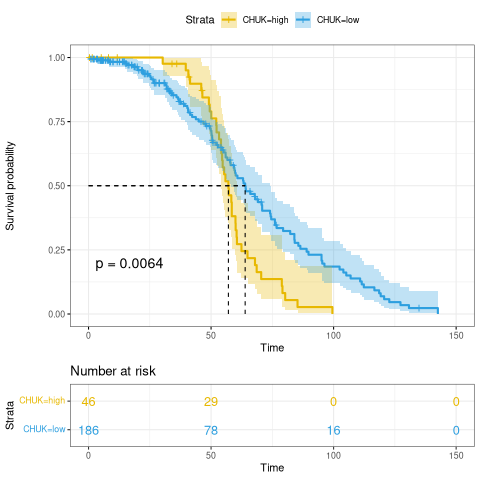 Strata CHUK=high CHUK=low
Survival probability
1.00
0.75
0.50
0.25
0.00
p = 0.0064
0 50 100 150
Time
Number at risk
Strata
CHUK=high 46 29 0 0
CHUK=low 186 78 16 0
0 50 100 150
Time